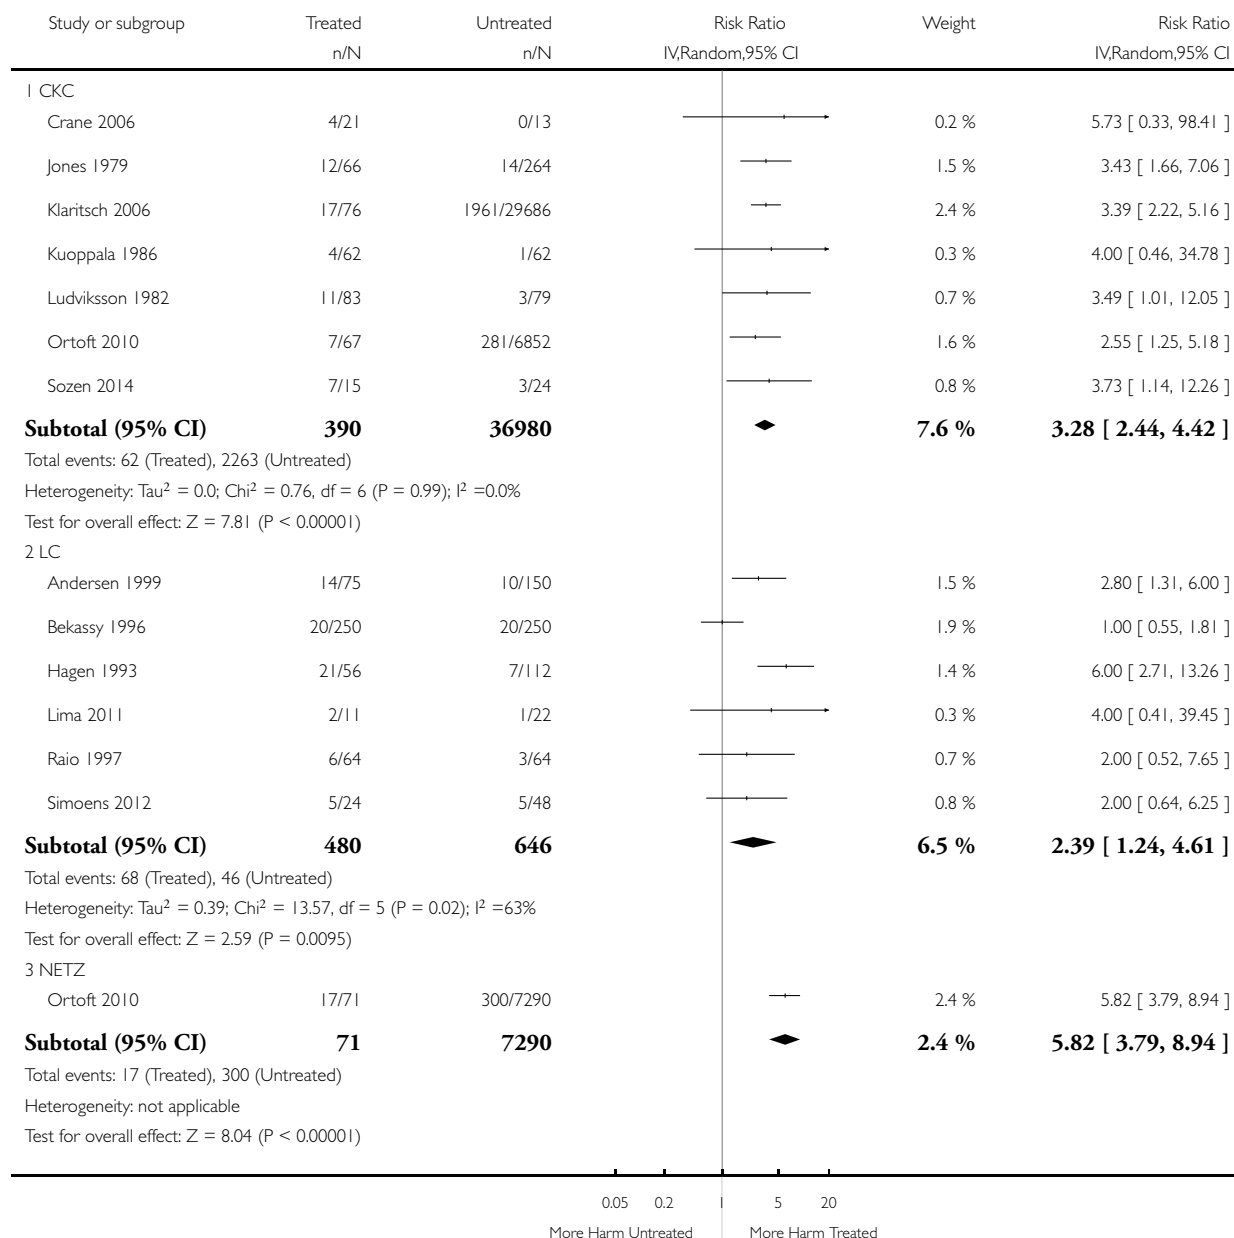 Study or subgroup Treated Untreated Risk Ratio Weight Risk Ratio
n/N n/N IV,Random,95% CI IV,Random,95% CI
1 CKC
Crane 2006 4/21 0/13 0.2 % 5.73 [ 0.33, 98.41 ]
Jones 1979 12/66 14/264 1.5 % 3.43 [ 1.66, 7.06 ]
Klaritsch 2006 17/76 1961/29686 2.4 % 3.39 [ 2.22, 5.16 ]
Kuoppala 1986 4/62 1/62 0.3 % 4.00 [ 0.46, 34.78 ]
Ludviksson 1982 11/83 3/79 0.7 % 3.49 [ 1.01, 12.05 ]
Ortoft 2010 7/67 281/6852 1.6 % 2.55 [ 1.25, 5.18 ]
Sozen 2014 7/15 3/24 0.8 % 3.73 [ 1.14, 12.26 ]
Subtotal (95% CI) 390 36980 7.6 % 3.28 [ 2.44, 4.42 ]
Total events: 62 (Treated), 2263 (Untreated)
Heterogeneity: Tau² = 0.0; Chi² = 0.76, df = 6 (P = 0.99); I² =0.0%
Test for overall effect: Z = 7.81 (P < 0.00001)
2 LC
Andersen 1999 14/75 10/150 1.5 % 2.80 [ 1.31, 6.00 ]
Bekassy 1996 20/250 20/250 1.9 % 1.00 [ 0.55, 1.81 ]
Hagen 1993 21/56 7/112 1.4 % 6.00 [ 2.71, 13.26 ]
Lima 2011 2/11 1/22 0.3 % 4.00 [ 0.41, 39.45 ]
Raio 1997 6/64 3/64 0.7 % 2.00 [ 0.52, 7.65 ]
Simoens 2012 5/24 5/48 0.8 % 2.00 [ 0.64, 6.25 ]
Subtotal (95% CI) 480 646 6.5 % 2.39 [ 1.24, 4.61 ]
Total events: 68 (Treated), 46 (Untreated)
Heterogeneity: Tau² = 0.39; Chi² = 13.57, df = 5 (P = 0.02); I² =63%
Test for overall effect: Z = 2.59 (P = 0.0095)
3 NETZ
Ortoft 2010 17/71 300/7290 2.4 % 5.82 [ 3.79, 8.94 ]
Subtotal (95% CI) 71 7290 2.4 % 5.82 [ 3.79, 8.94 ]
Total events: 17 (Treated), 300 (Untreated)
Heterogeneity: not applicable
Test for overall effect: Z = 8.04 (P < 0.00001)
0.05 0.2 1 5 20
More Harm Untreated More Harm Treated